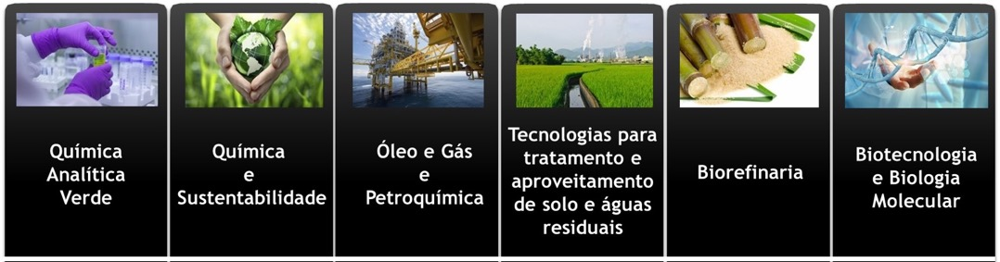 Química
Analítica
Verde
Química
e
Sustentabilidade
Óleo e Gás
e
Petroquímica
Tecnologias para
tratamento e
aproveitamento
de solo e águas
residuais
Biorefinaria
Biotecnologia
e Biologia
Molecular